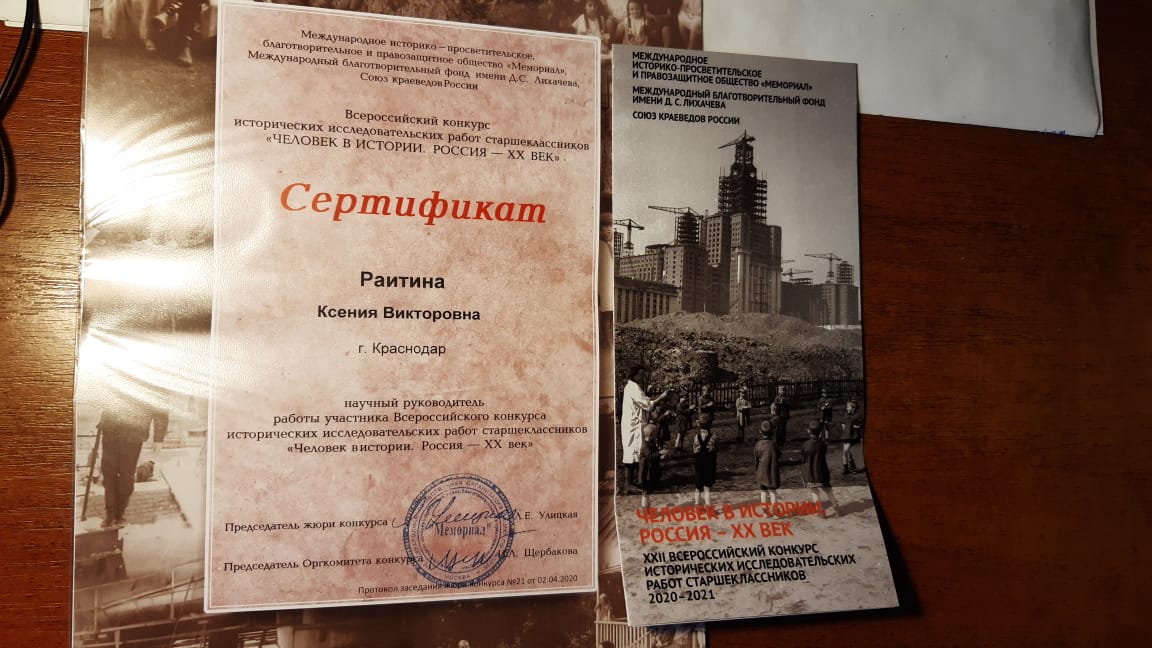 Международное историко-просветительское,
благотворительное и правозащитное общество «Мемориал»,
Международный благотворительный фонд имени Д.С. Лихачева,
Союз краеведов России
Всероссийский конкурс
исторических исследовательских работ старшеклассников
«ЧЕЛОВЕК В ИСТОРИИ. РОССИЯ — ХХ ВЕК»
Сертификат
Раитина
Ксения Викторовна
г. Краснодар
научный руководитель
работы участника Всероссийского конкурса
исторических исследовательских работ старшеклассников
«Человек в истории. Россия — ХХ век»
Председатель жюри конкурса Л.Е. Улицкая
Председатель Оргкомитета конкурса Щербакова
"Мемориал"
Протокол заседания жюри конкурса №21 от 02.04.2020
МЕЖДУНАРОДНОЕ
ИСТОРИКО-ПРОСВЕТИТЕЛЬСКОЕ
И ПРАВОЗАЩИТНОЕ ОБЩЕСТВО «МЕМОРИАЛ»
МЕЖДУНАРОДНЫЙ БЛАГОТВОРИТЕЛЬНЫЙ ФОНД
ИМЕНИ Д. С. ЛИХАЧЕВА
СОЮЗ КРАЕВЕДОВ РОССИИ
ЧЕЛОВЕК В ИСТОРИИ
РОССИЯ – ХХ ВЕК
XXII ВСЕРОССИЙСКИЙ КОНКУРС
ИСТОРИЧЕСКИХ ИССЛЕДОВАТЕЛЬСКИХ
РАБОТ СТАРШЕКЛАССНИКОВ
2020–2021